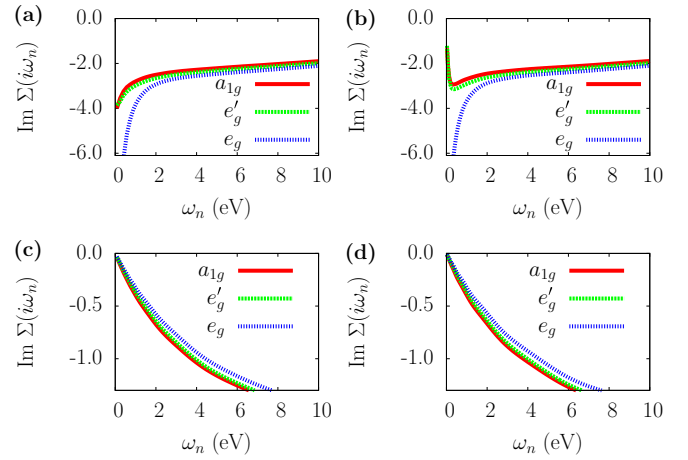 (a)
Im Σ(iωn)
0
-2.0
-4.0
-6.0
a1g
e′g
eg
0 2 4 6 8 10
ωn (eV)
(b)
Im Σ(iωn)
0
-2.0
-4.0
-6.0
a1g
e′g
eg
0 2 4 6 8 10
ωn (eV)
(c)
Im Σ(iωn)
0.0
-0.5
-1.0
a1g
e′g
eg
0 2 4 6 8 10
ωn (eV)
(d)
Im Σ(iωn)
0.0
-0.5
-1.0
a1g
e′g
eg
0 2 4 6 8 10
ωn (eV)